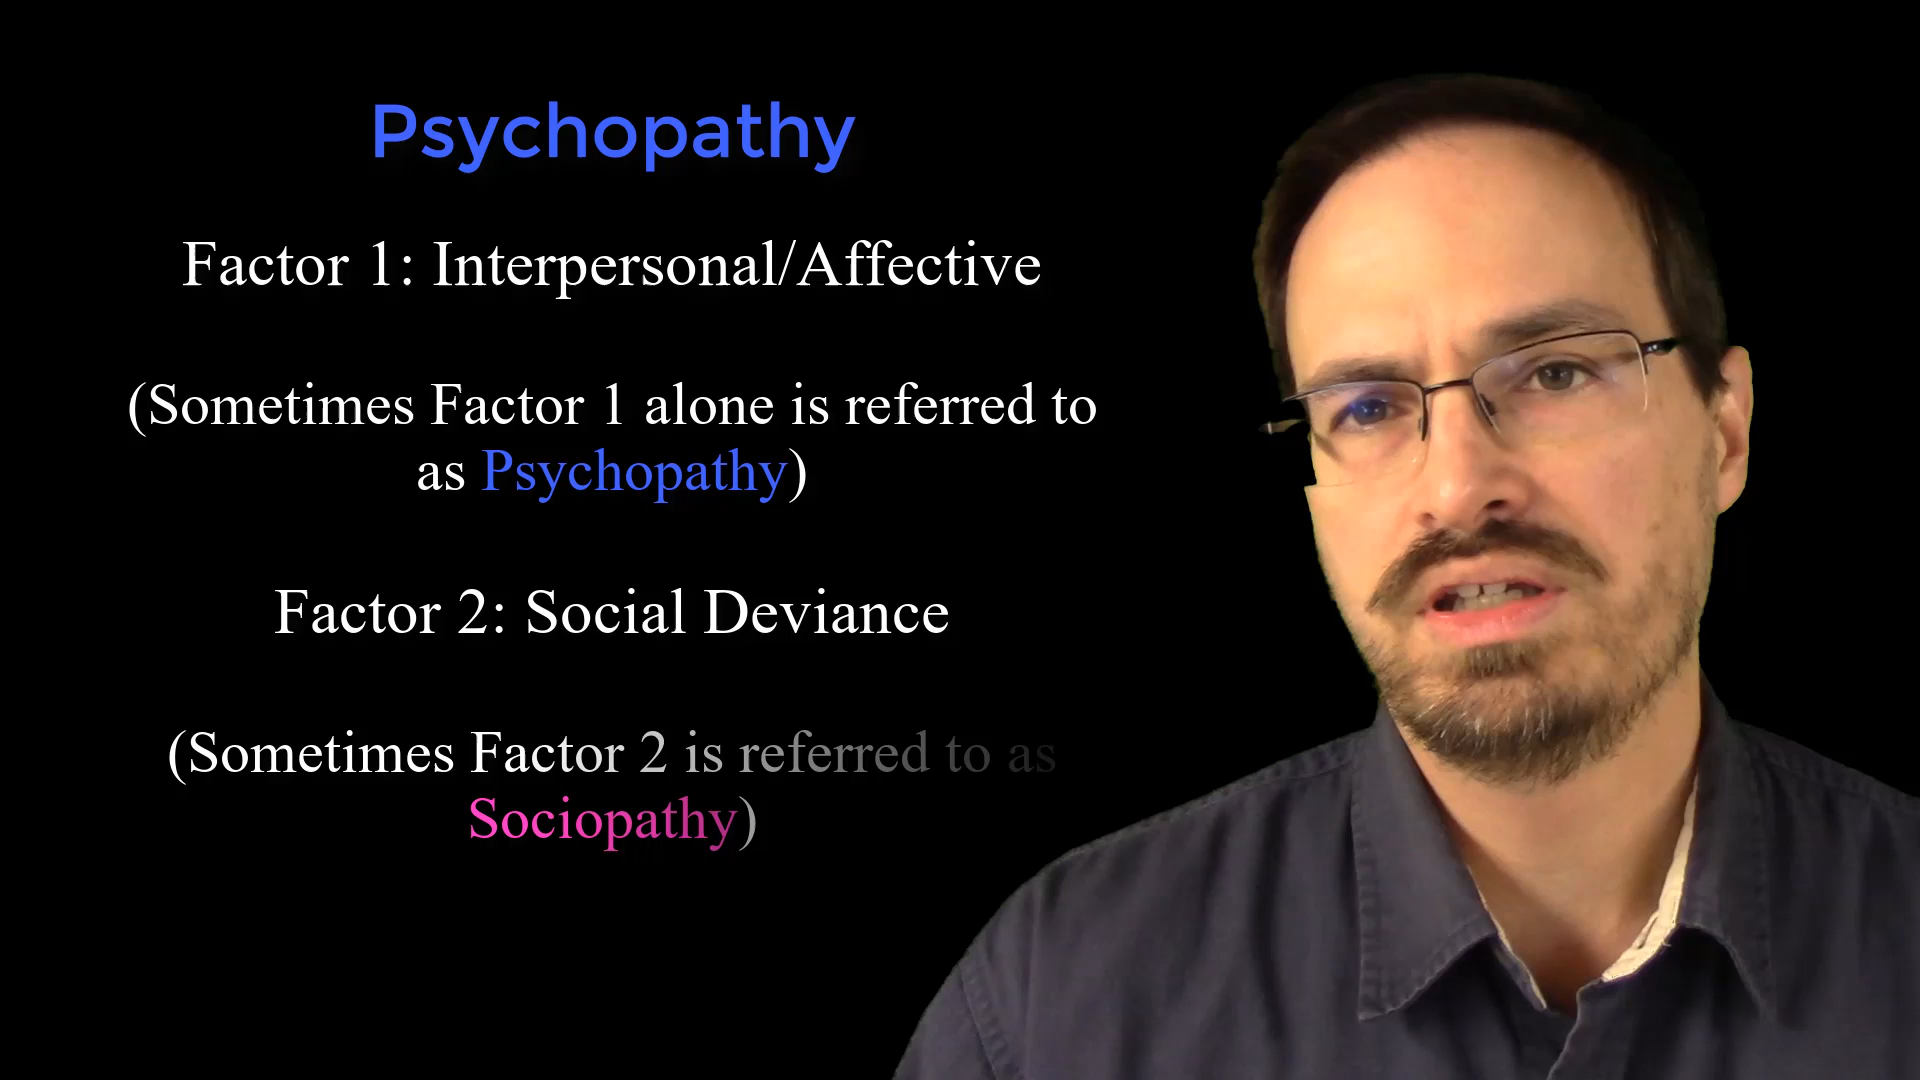 Psychopathy
Factor 1: Interpersonal/Affective
(Sometimes Factor 1 alone is referred to
as Psychopathy)
Factor 2: Social Deviance
(Sometimes Factor 2 is referred to as
Sociopathy)